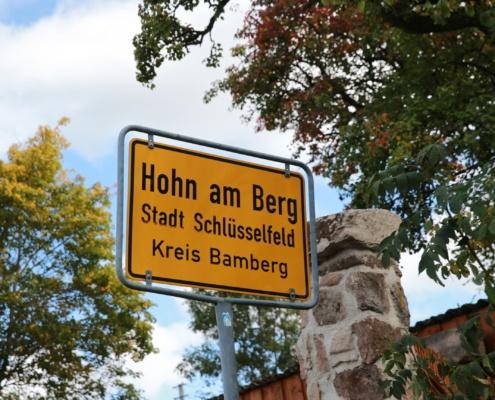 Hohn am Berg
Stadt Schlüsselfeld
Kreis Bamberg